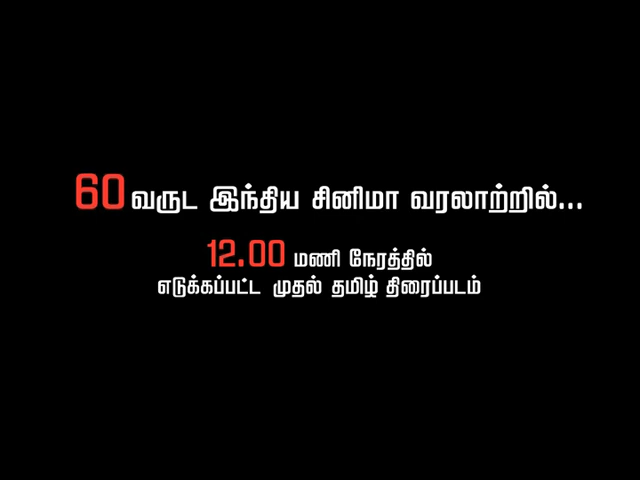 60 வருட இந்திய சினிமா வரலாற்றில்...
12.00 மணி நேரத்தில்
எடுக்கப்பட்ட முதல் தமிழ் திரைப்படம்